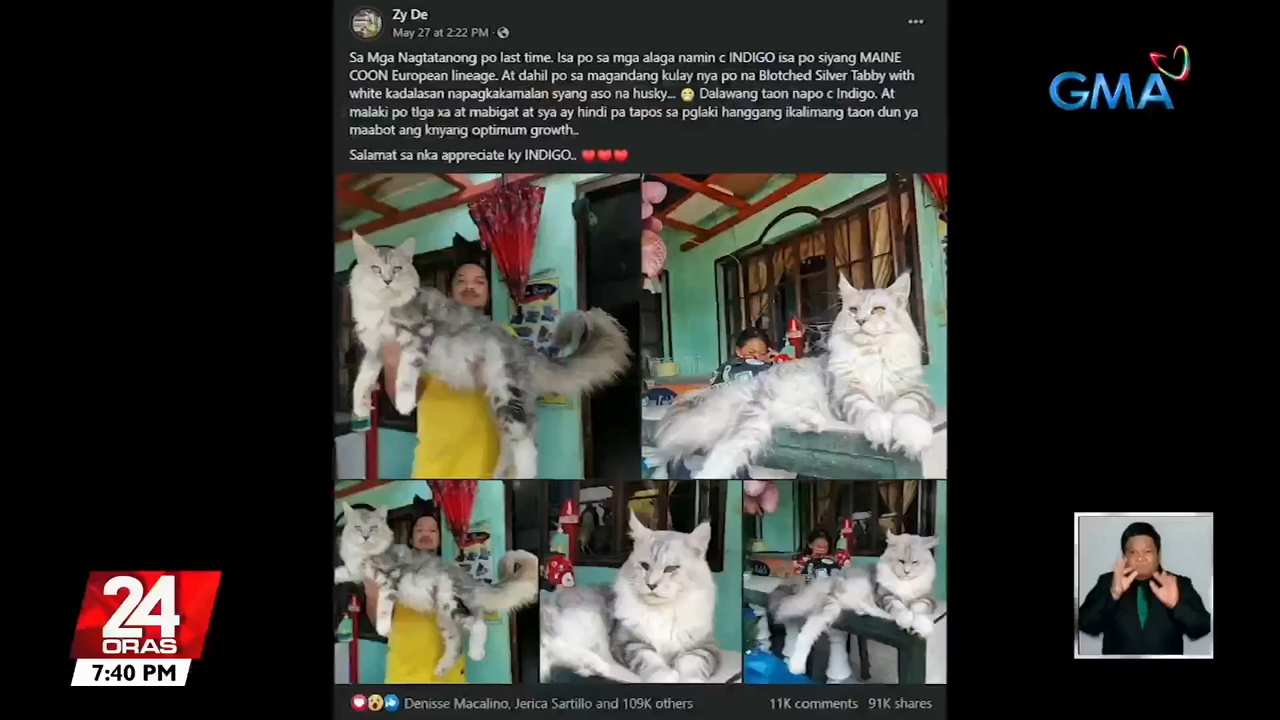 Zy De
May 27 at 2:22 PM
Sa Mga Nagtatanong po last time. Isa po sa mga alaga namin c INDIGO isa po siyang MAINE
COON European lineage. At dahil po sa magandang kulay nya po na Blotched Silver Tabby with
white kadalasan napagkakamalan syang aso na husky... Dalawang taon napo c Indigo. At
malaki po tlga xa at mabigat at sya ay hindi pa tapos sa pglaki hanggang ikalimang taon dun ya
maabot ang knyang optimum growth..
Salamat sa nka appreciate ky INDIGO.. ❤️❤️❤️
Denisse Macalino, Jerica Sartillo and 109K others
11K comments 91K shares
GMA
24
ORAS
7:40 PM